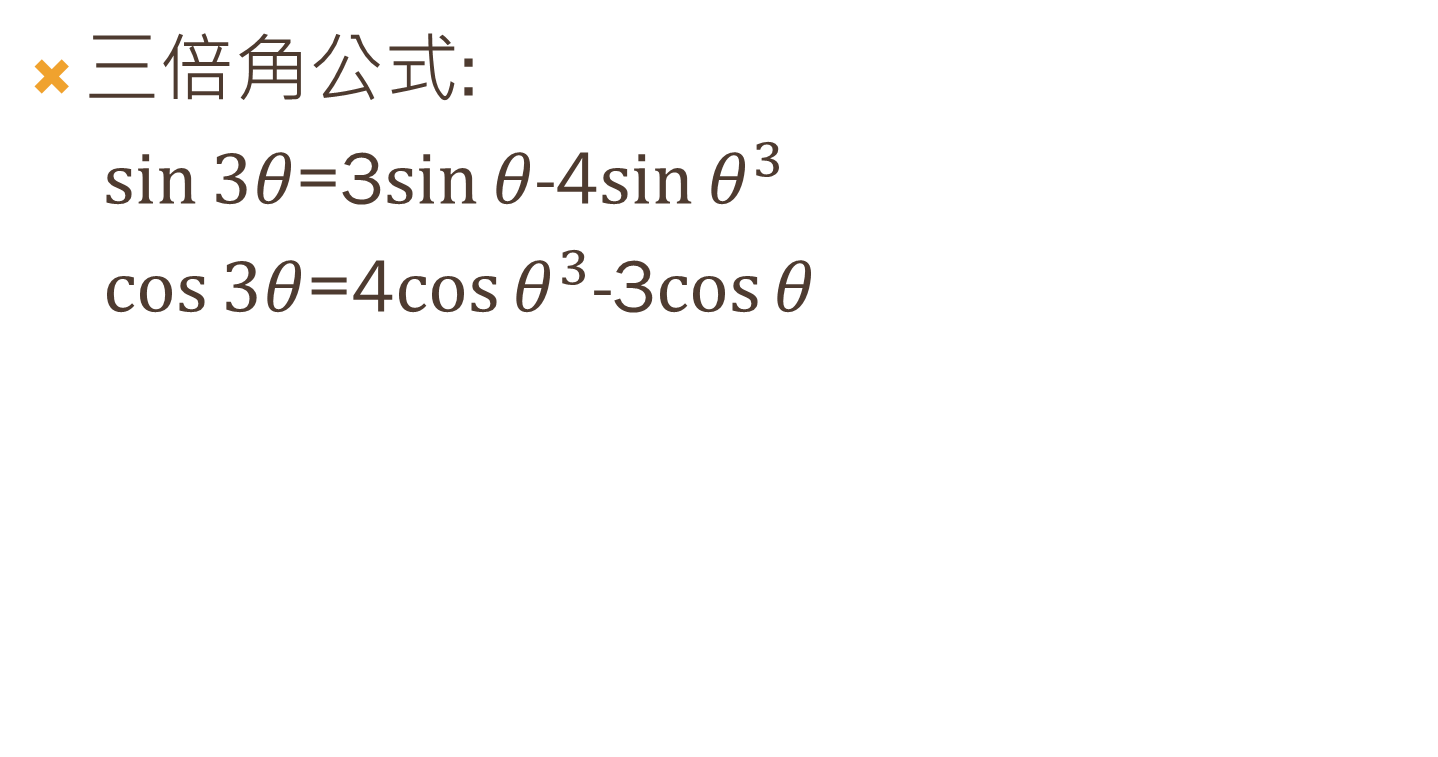 三倍角公式:
sin 3𝜃=3sin 𝜃-4sin 𝜃³
cos 3𝜃=4cos 𝜃³-3cos 𝜃